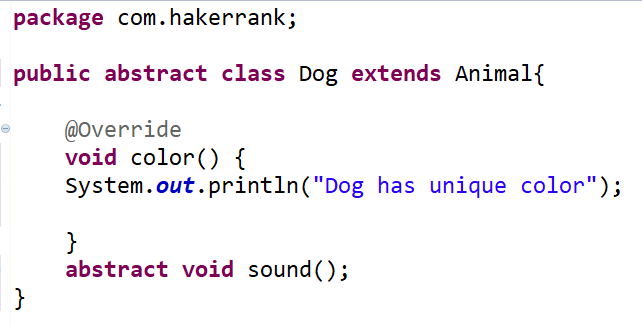 package com.hakerrank;
public abstract class Dog extends Animal{
@Override
void color() {
System.out.println("Dog has unique color");
}
abstract void sound();
}